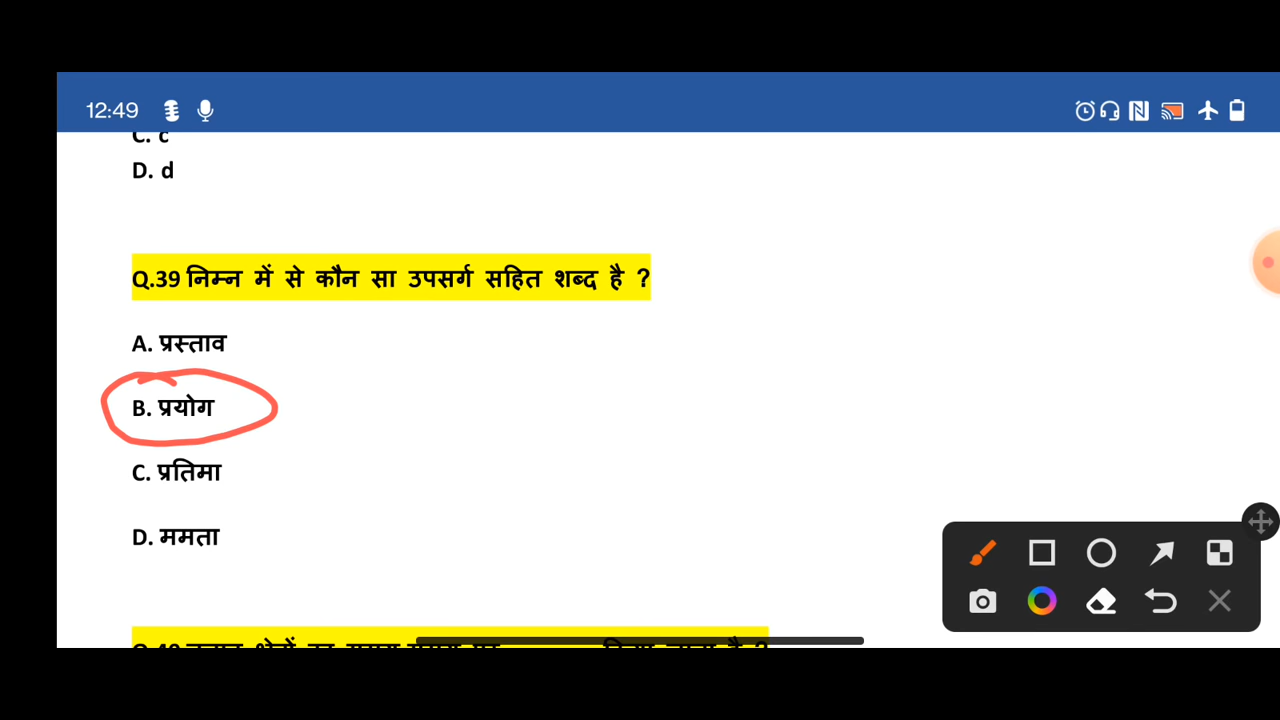 12:49
C. c
D. d
Q.39 निम्न में से कौन सा उपसर्ग सहित शब्द है ?
A. प्रस्ताव
B. प्रयोग
C. प्रतिमा
D. ममता